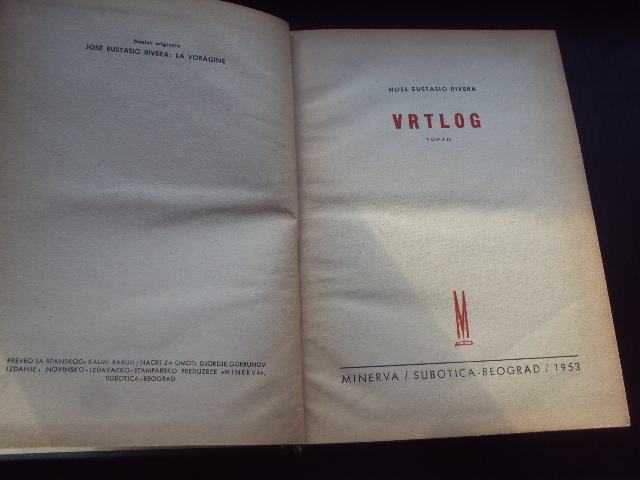 Naslov originala
JOSÉ EUSTASIO RIVERA: LA VORÁGINE
PREVEO SA ŠPANSKOG: KALMI BARUH / NACRT ZA OMOT: DJORDJE GORBUNOV
IZDANJE: NOVINSKO-IZDAVAČKO-ŠTAMPARSKO PREDUZEĆE »MINERVA«,
SUBOTICA-BEOGRAD
HOSE EUSTASIO RIVERA
VRTLOG
ROMAN
MINERVA / SUBOTICA-BEOGRAD / 1953